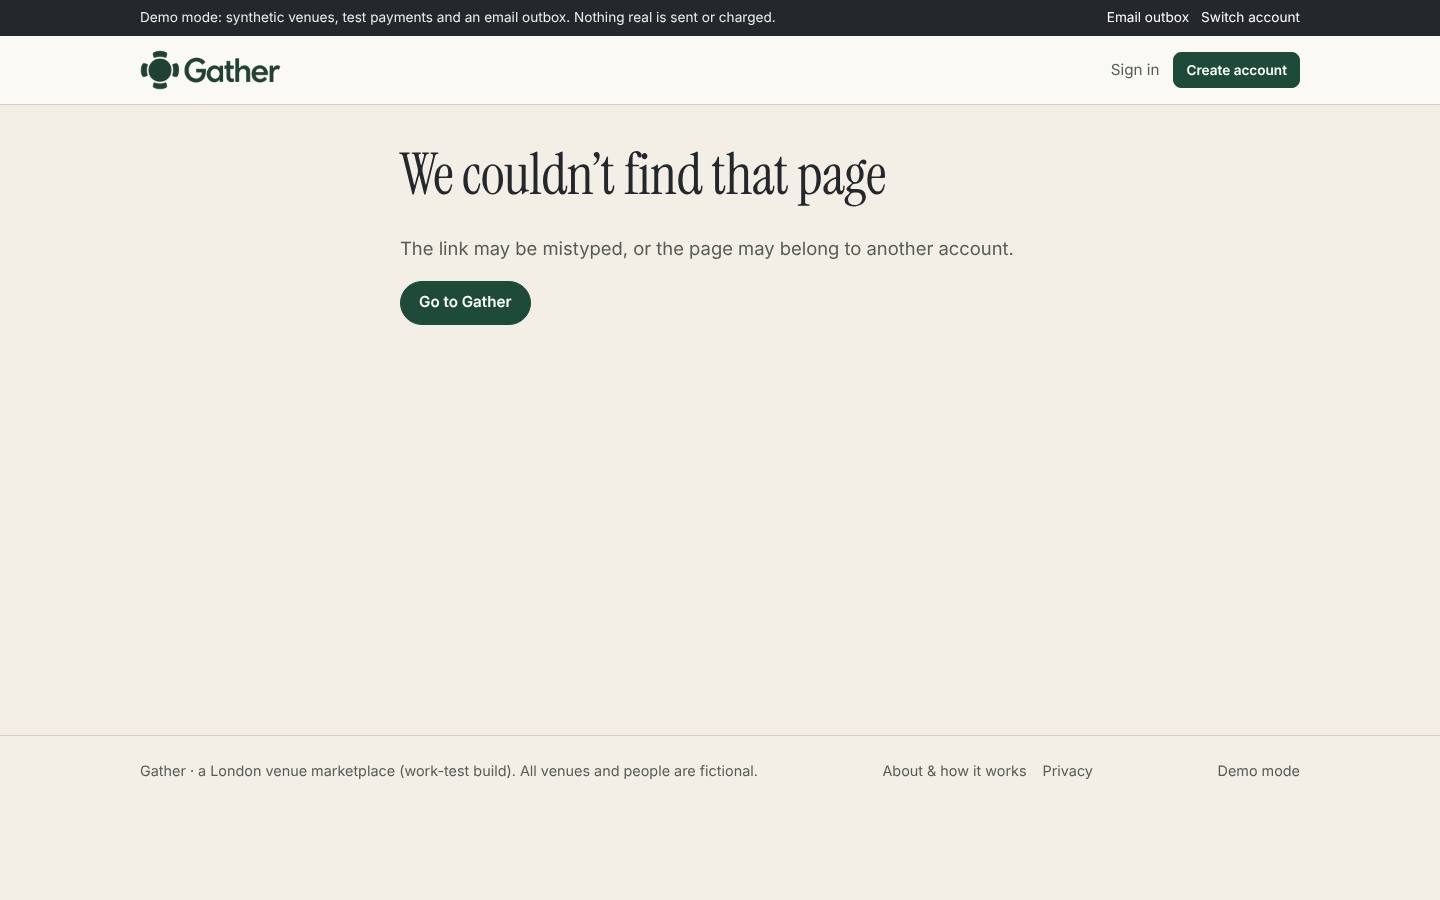 Demo mode: synthetic venues, test payments and an email outbox. Nothing real is sent or charged.
Email outbox
Switch account
Gather
Sign in
Create account
We couldn’t find that page
The link may be mistyped, or the page may belong to another account.
Go to Gather
Gather · a London venue marketplace (work-test build). All venues and people are fictional.
About & how it works
Privacy
Demo mode